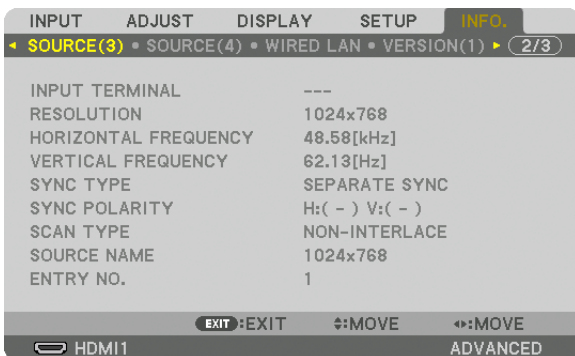 INPUT ADJUST DISPLAY SETUP INFO.
SOURCE(3) • SOURCE(4) • WIRED LAN • VERSION(1) 2/3
INPUT TERMINAL ---
RESOLUTION 1024x768
HORIZONTAL FREQUENCY 48.58[kHz]
VERTICAL FREQUENCY 62.13[Hz]
SYNC TYPE SEPARATE SYNC
SYNC POLARITY H:( - ) V:( - )
SCAN TYPE NON-INTERLACE
SOURCE NAME 1024x768
ENTRY NO. 1
EXIT :EXIT :MOVE :MOVE
HDMI1 ADVANCED